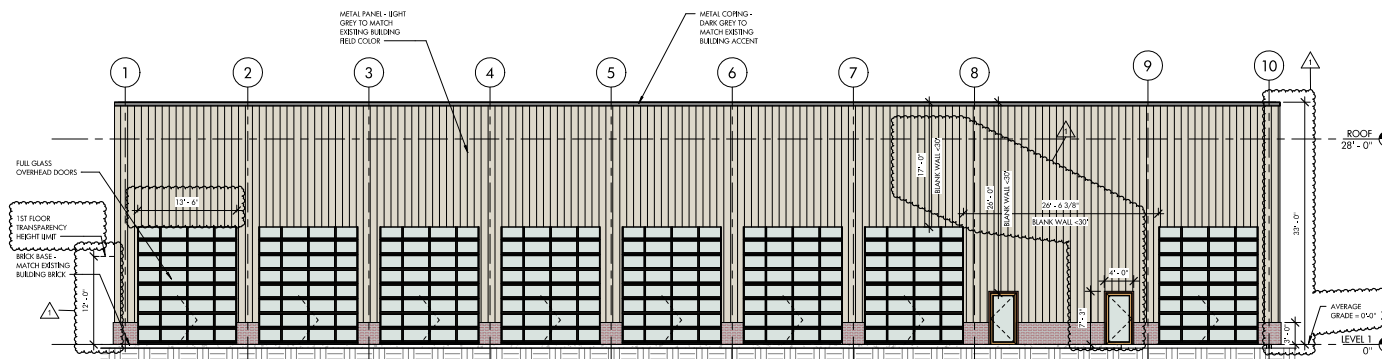 METAL PANEL - LIGHT
GREY TO MATCH
EXISTING BUILDING
FIELD COLOR
METAL COPING -
DARK GREY TO
MATCH EXISTING
BUILDING ACCENT
1
1
2
3
4
5
6
7
8
9
10
ROOF
28' - 0"
1
FULL GLASS
OVERHEAD DOORS
17' - 0"
BLANK WALL <30'
26' - 0"
BLANK WALL <30'
13' - 6"
26' - 6 3/8"
BLANK WALL <30'
33' - 0"
1ST FLOOR
TRANSPARENCY
HEIGHT LIMIT
BRICK BASE -
MATCH EXISTING
BUILDING BRICK
12' - 0"
1
4' - 0"
7' - 3"
3' - 0"
AVERAGE
GRADE = 0'-0"
LEVEL 1
0"